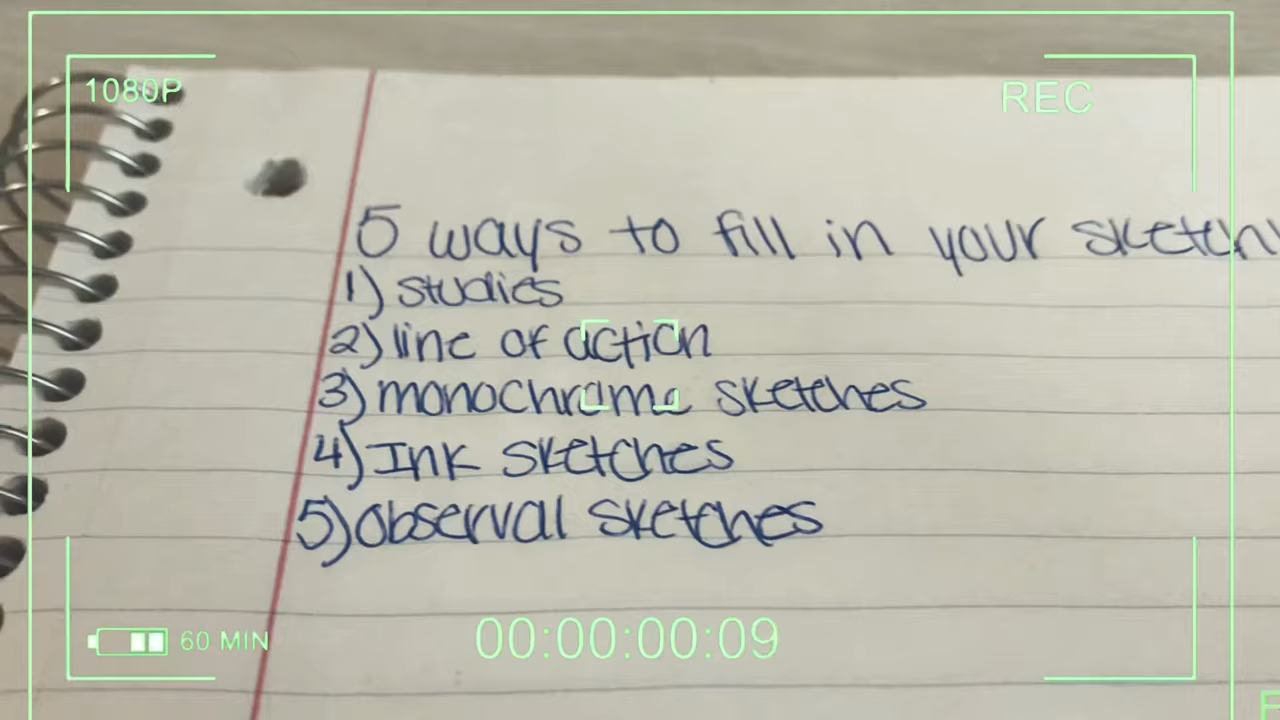 1080P
REC
5 ways to fill in your sketch
1) studies
2) line of action
3) monochrome sketches
4) Ink sketches
5) observal sketches
60 MIN
00:00:00:09